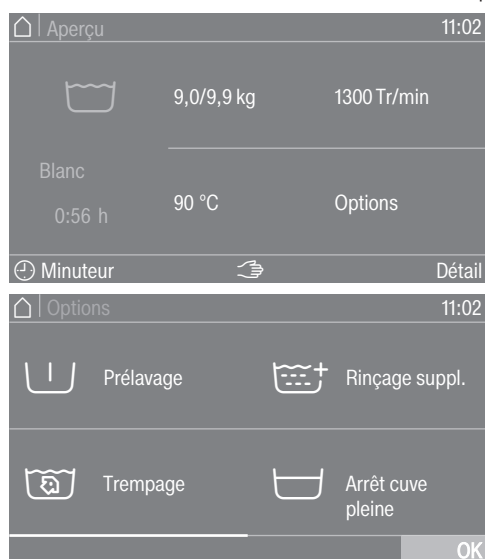 Aperçu 11:02
9,0/9,9 kg 1300 Tr/min
Blanc
0:56 h
90 °C Options
Minuteur Détail
Options 11:02
Prélavage Rinçage suppl.
Trempage Arrêt cuve
pleine
OK